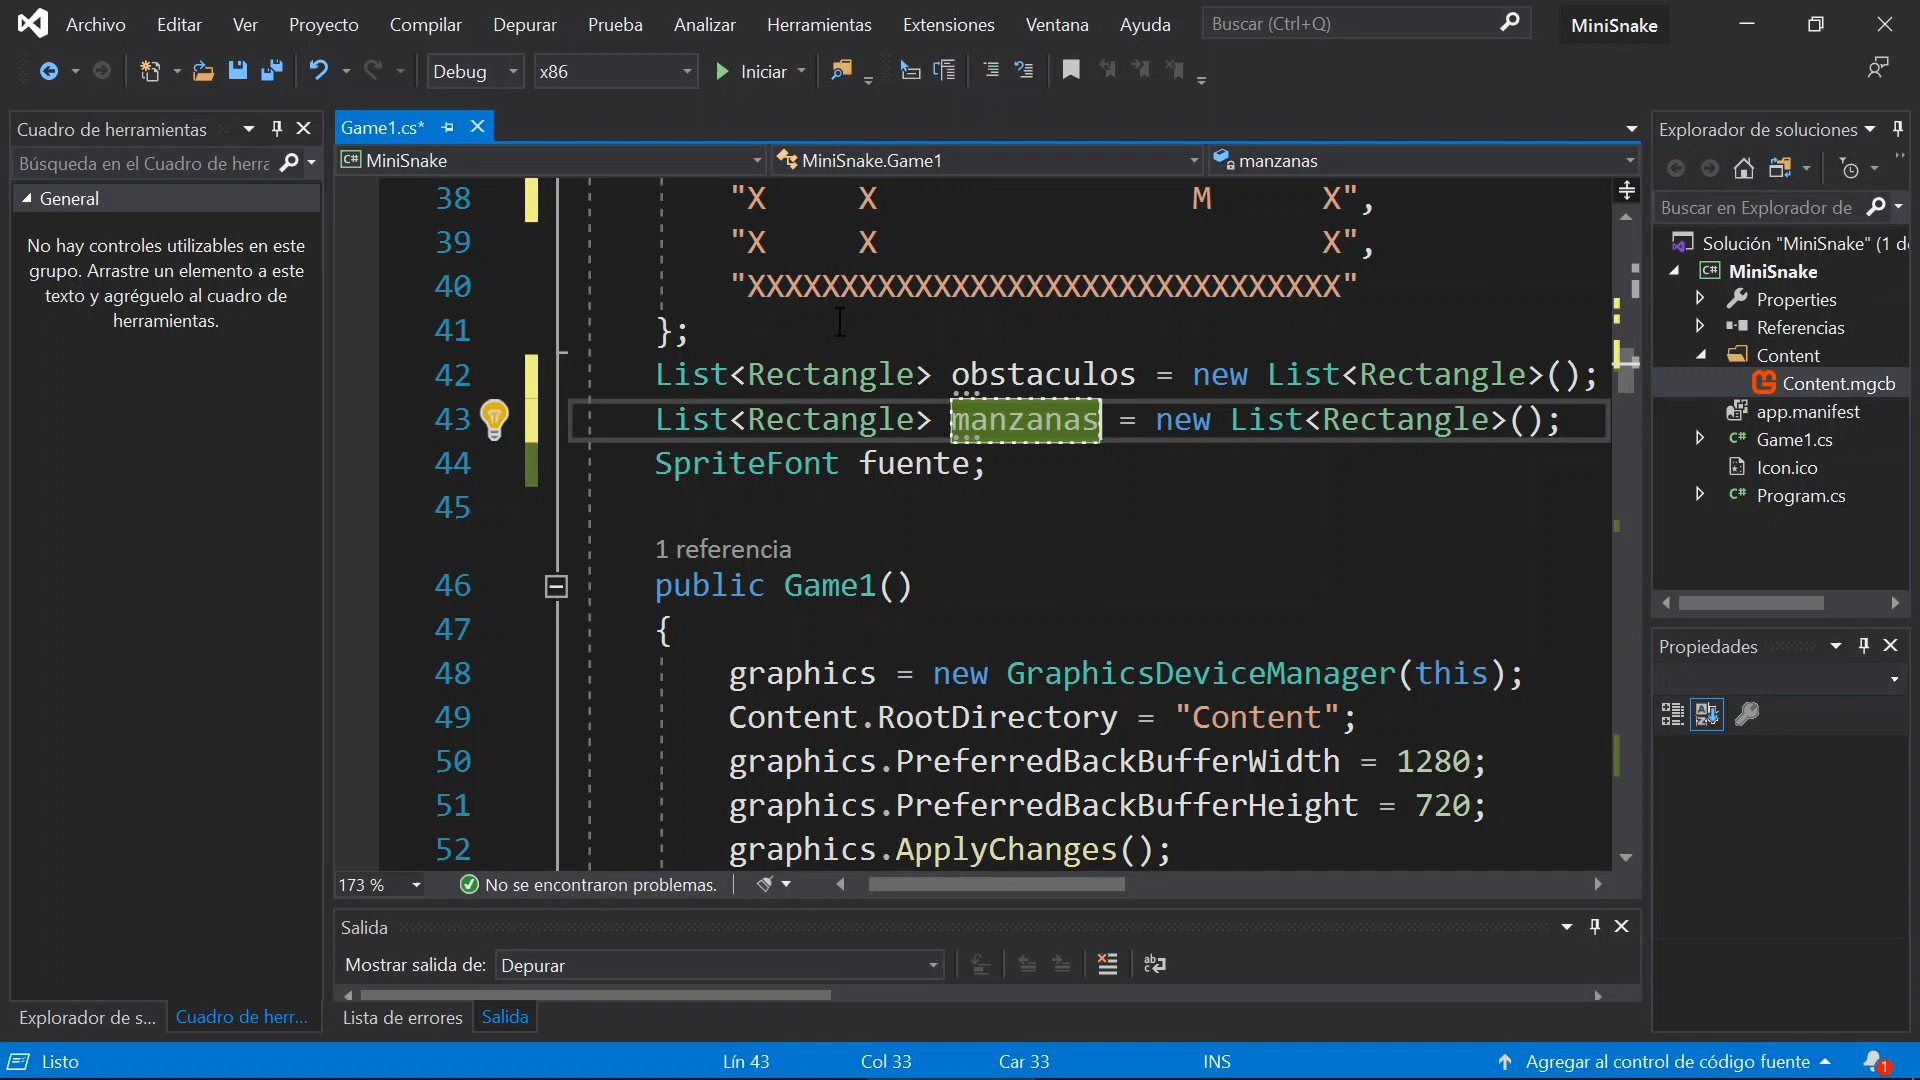 Archivo Editar Ver Proyecto Compilar Depurar Prueba Analizar Herramientas Extensiones Ventana Ayuda Buscar (Ctrl+Q) MiniSnake
Debug x86 Iniciar
Cuadro de herramientas
Búsqueda en el Cuadro de herra
General
No hay controles utilizables en este
grupo. Arrastre un elemento a este
texto y agréguelo al cuadro de
herramientas.
Game1.cs*
MiniSnake MiniSnake.Game1 manzanas
38 "X     X                 M      X",
39 "X     X                        X",
40 "XXXXXXXXXXXXXXXXXXXXXXXXXXXXXXXX"
41 };
42 List<Rectangle> obstaculos = new List<Rectangle>();
43 List<Rectangle> manzanas = new List<Rectangle>();
44 SpriteFont fuente;
45
1 referencia
46 public Game1()
47 {
48 graphics = new GraphicsDeviceManager(this);
49 Content.RootDirectory = "Content";
50 graphics.PreferredBackBufferWidth = 1280;
51 graphics.PreferredBackBufferHeight = 720;
52 graphics.ApplyChanges();
173 % No se encontraron problemas.
Salida
Mostrar salida de: Depurar
Explorador de s... Cuadro de herr... Lista de errores Salida
Explorador de soluciones
Buscar en Explorador de
Solución "MiniSnake" (1 de
MiniSnake
Properties
Referencias
Content
Content.mgcb
app.manifest
Game1.cs
Icon.ico
Program.cs
Propiedades
Listo Lín 43 Col 33 Car 33 INS Agregar al control de código fuente 1